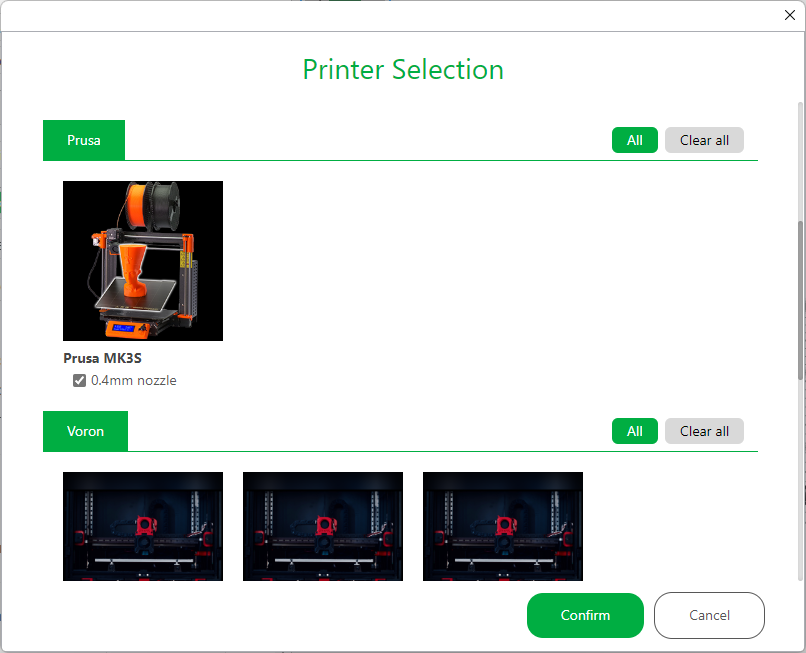 Printer Selection
Prusa
All
Clear all
Prusa MK3S
0.4mm nozzle
Voron
All
Clear all
Confirm
Cancel